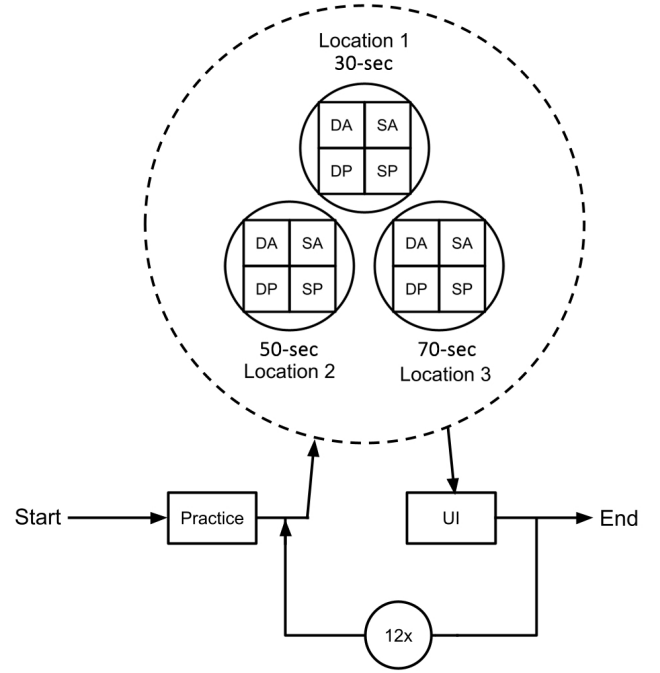 Location 1
30-sec
DA SA
DP SP
DA SA
DP SP
50-sec
Location 2
DA SA
DP SP
70-sec
Location 3
Start
Practice
UI
End
12x